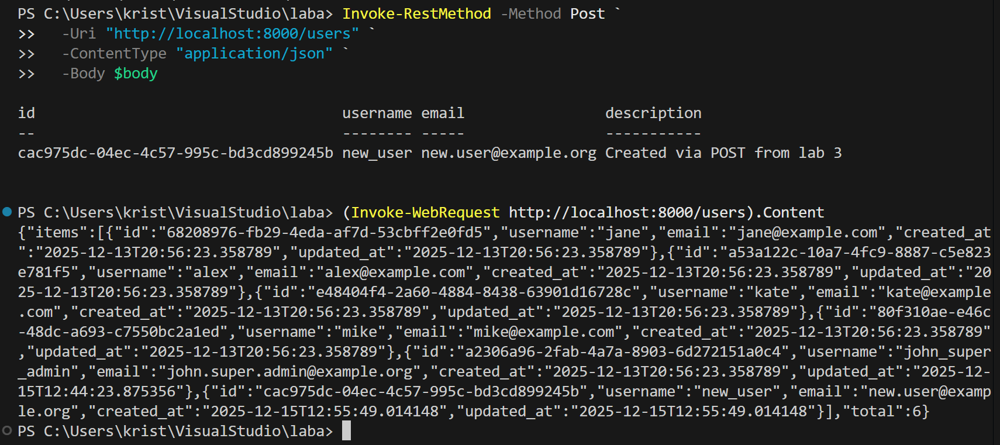 PS C:\Users\krist\VisualStudio\laba> Invoke-RestMethod -Method Post `
>>   -Uri "http://localhost:8000/users" `
>>   -ContentType "application/json" `
>>   -Body $body
id                                   username email                description
--                                   -------- -----                -----------
cac975dc-04ec-4c57-995c-bd3cd899245b new_user new.user@example.org Created via POST from lab 3
PS C:\Users\krist\VisualStudio\laba> (Invoke-WebRequest http://localhost:8000/users).Content
{"items":[{"id":"68208976-fb29-4eda-af7d-53cbff2e0fd5","username":"jane","email":"jane@example.com","created_at
":"2025-12-13T20:56:23.358789","updated_at":"2025-12-13T20:56:23.358789"},{"id":"a53a122c-10a7-4fc9-8887-c5e823
e781f5","username":"alex","email":"alex@example.com","created_at":"2025-12-13T20:56:23.358789","updated_at":"20
25-12-13T20:56:23.358789"},{"id":"e48404f4-2a60-4884-8438-63901d16728c","username":"kate","email":"kate@example
.com","created_at":"2025-12-13T20:56:23.358789","updated_at":"2025-12-13T20:56:23.358789"},{"id":"80f310ae-e46c
-48dc-a693-c7550bc2a1ed","username":"mike","email":"mike@example.com","created_at":"2025-12-13T20:56:23.358789"
,"updated_at":"2025-12-13T20:56:23.358789"},{"id":"a2306a96-2fab-4a7a-8903-6d272151a0c4","username":"john_super
_admin","email":"john.super.admin@example.org","created_at":"2025-12-13T20:56:23.358789","updated_at":"2025-12-
15T12:44:23.875356"},{"id":"cac975dc-04ec-4c57-995c-bd3cd899245b","username":"new_user","email":"new.user@examp
le.org","created_at":"2025-12-15T12:55:49.014148","updated_at":"2025-12-15T12:55:49.014148"}],"total":6}
PS C:\Users\krist\VisualStudio\laba>